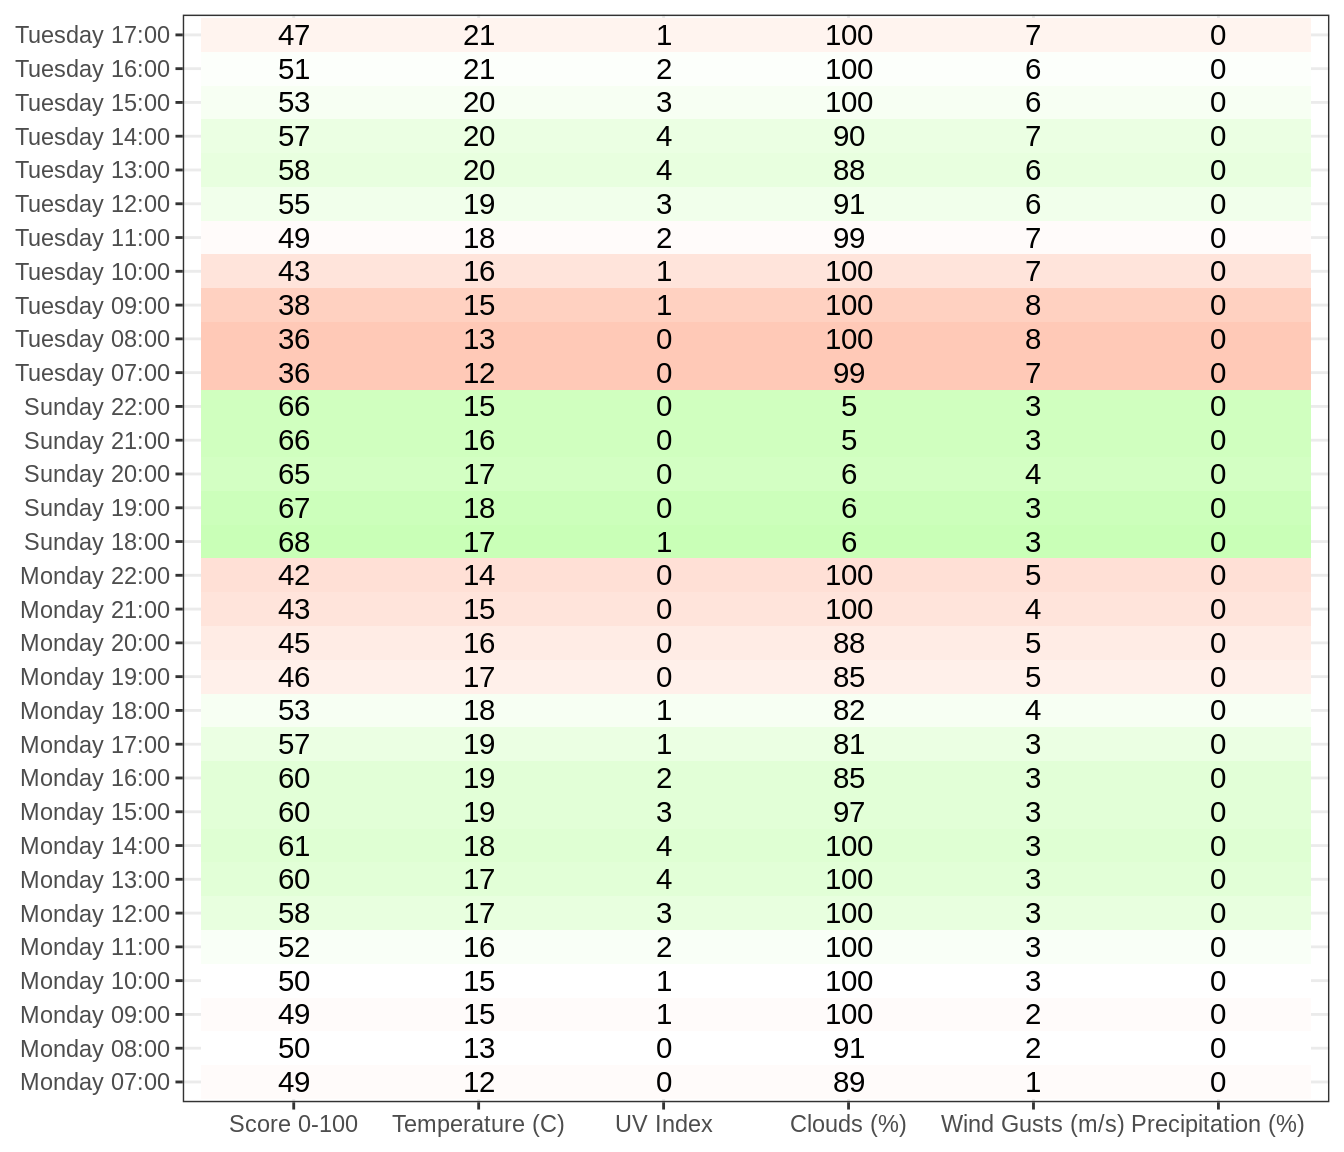 Tuesday 17:00 47 21 1 100 7 0
Tuesday 16:00 51 21 2 100 6 0
Tuesday 15:00 53 20 3 100 6 0
Tuesday 14:00 57 20 4 90 7 0
Tuesday 13:00 58 20 4 88 6 0
Tuesday 12:00 55 19 3 91 6 0
Tuesday 11:00 49 18 2 99 7 0
Tuesday 10:00 43 16 1 100 7 0
Tuesday 09:00 38 15 1 100 8 0
Tuesday 08:00 36 13 0 100 8 0
Tuesday 07:00 36 12 0 99 7 0
Sunday 22:00 66 15 0 5 3 0
Sunday 21:00 66 16 0 5 3 0
Sunday 20:00 65 17 0 6 4 0
Sunday 19:00 67 18 0 6 3 0
Sunday 18:00 68 17 1 6 3 0
Monday 22:00 42 14 0 100 5 0
Monday 21:00 43 15 0 100 4 0
Monday 20:00 45 16 0 88 5 0
Monday 19:00 46 17 0 85 5 0
Monday 18:00 53 18 1 82 4 0
Monday 17:00 57 19 1 81 3 0
Monday 16:00 60 19 2 85 3 0
Monday 15:00 60 19 3 97 3 0
Monday 14:00 61 18 4 100 3 0
Monday 13:00 60 17 4 100 3 0
Monday 12:00 58 17 3 100 3 0
Monday 11:00 52 16 2 100 3 0
Monday 10:00 50 15 1 100 3 0
Monday 09:00 49 15 1 100 2 0
Monday 08:00 50 13 0 91 2 0
Monday 07:00 49 12 0 89 1 0
Score 0-100 Temperature (C) UV Index Clouds (%) Wind Gusts (m/s) Precipitation (%)